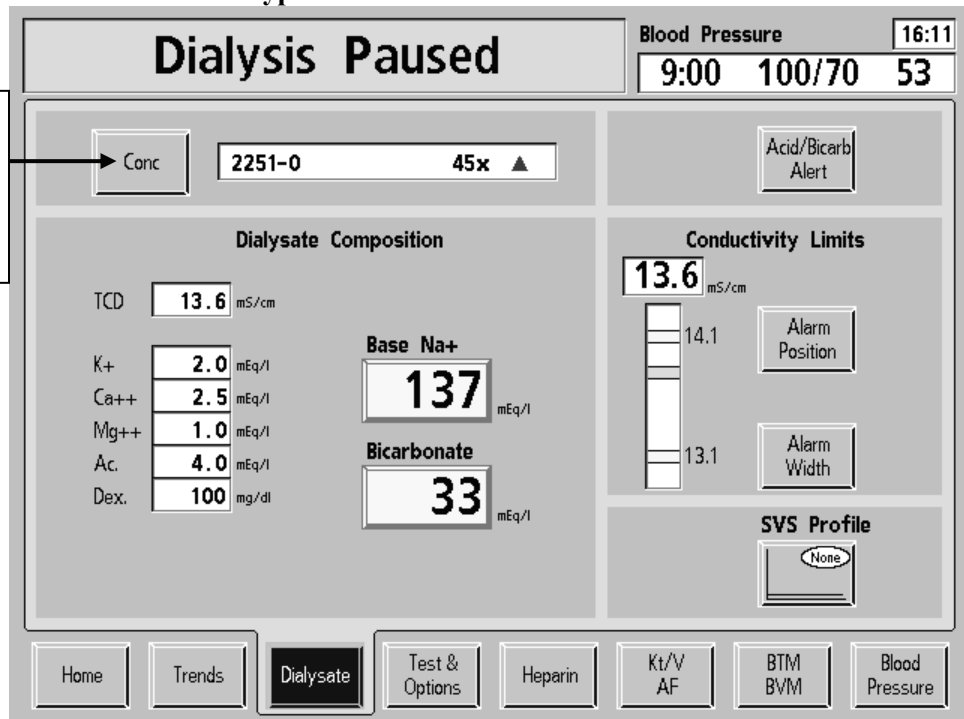 Dialysis Paused
Blood Pressure
16:11
9:00 100/70 53
Conc
2251-0 45x ▲
Acid/Bicarb
Alert
Dialysate Composition
TCD 13.6 mS/cm
K+ 2.0 mEq/l
Ca++ 2.5 mEq/l
Mg++ 1.0 mEq/l
Ac. 4.0 mEq/l
Dex. 100 mg/dl
Base Na+
137 mEq/l
Bicarbonate
33 mEq/l
Conductivity Limits
13.6 mS/cm
14.1
Alarm
Position
13.1
Alarm
Width
SVS Profile
None
Home
Trends
Dialysate
Test &
Options
Heparin
Kt/V
AF
BTM
BVM
Blood
Pressure